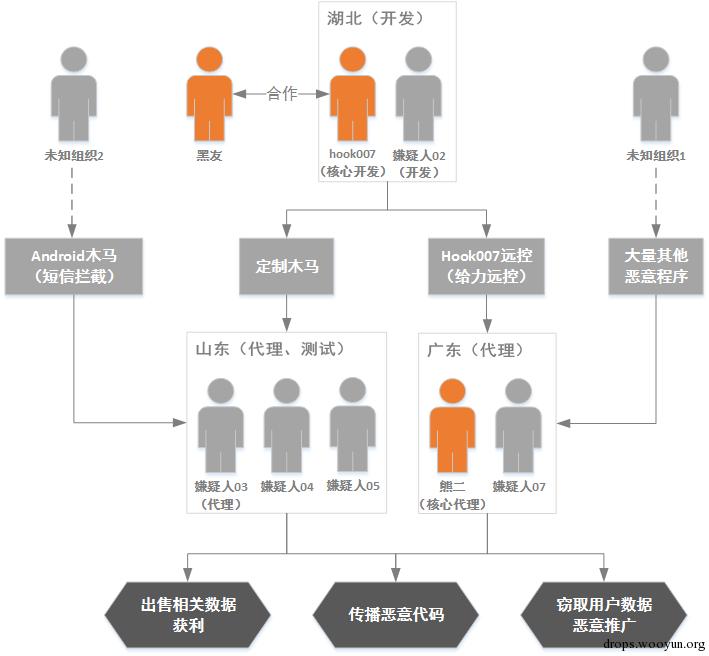 湖北（开发）
合作
未知组织2
黑友
hook007
（核心开发）
嫌疑人02
（开发）
未知组织1
Android木马
（短信拦截）
定制木马
Hook007远控
（给力远控）
大量其他
恶意程序
山东（代理、测试）
广东（代理）
嫌疑人03
（代理）
嫌疑人04
嫌疑人05
熊二
（核心代理）
嫌疑人07
出售相关数据
获利
传播恶意代码
窃取用户数据
恶意推广
drops.wooyun.org